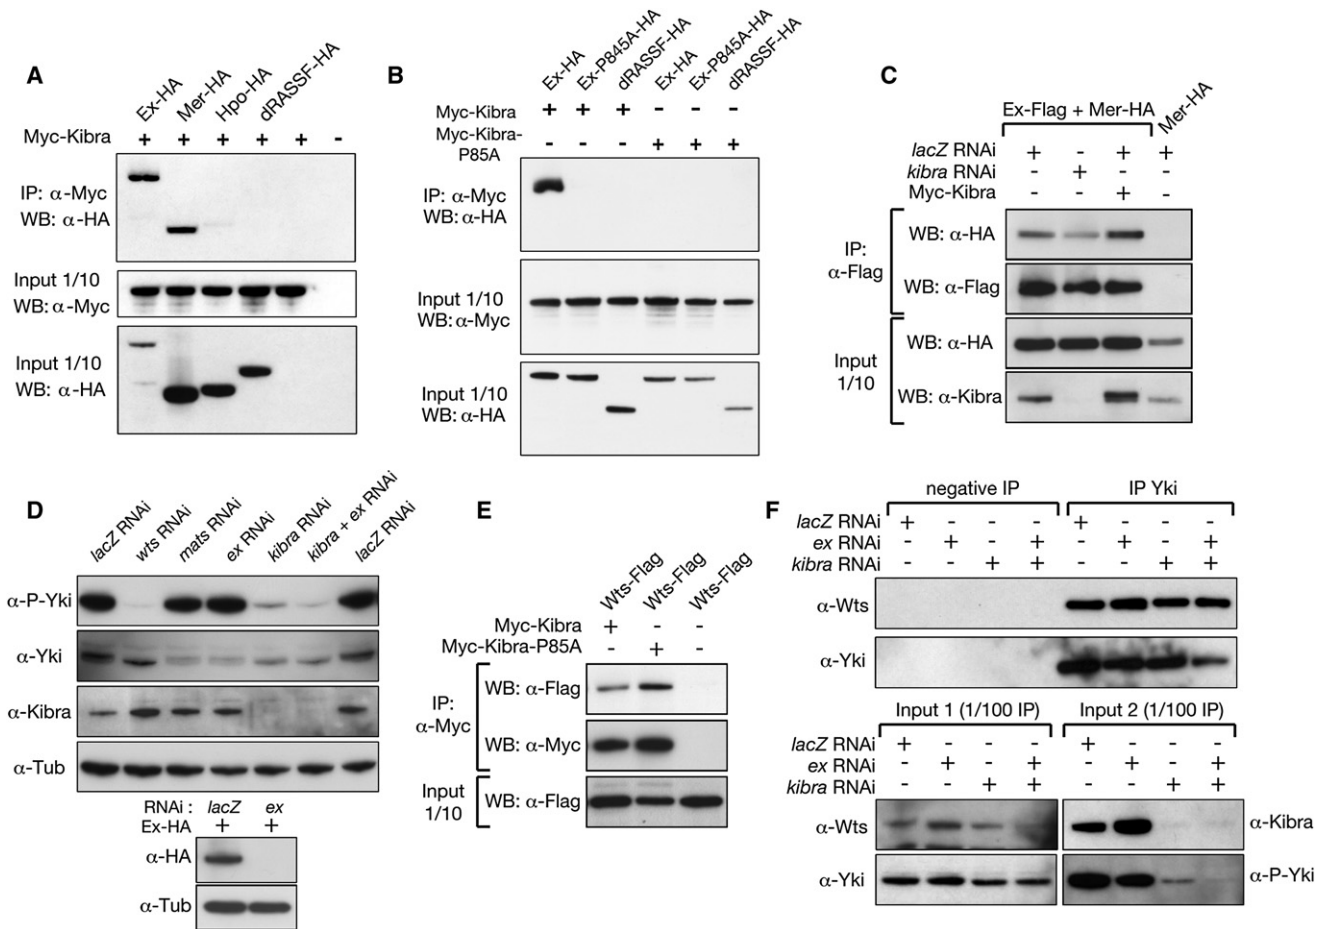 A
Ex-HA
Mer-HA
Hpo-HA
dRASSF-HA
Myc-Kibra + + + + + -
IP: α-Myc
WB: α-HA
Input 1/10
WB: α-Myc
Input 1/10
WB: α-HA
B
Ex-HA
Ex-P845A-HA
dRASSF-HA
Ex-HA
Ex-P845A-HA
dRASSF-HA
Myc-Kibra + + + - - -
Myc-Kibra-
P85A - - - + + +
IP: α-Myc
WB: α-HA
Input 1/10
WB: α-Myc
Input 1/10
WB: α-HA
C
Ex-Flag + Mer-HA
Mer-HA
lacZ RNAi + - + +
kibra RNAi - + - -
Myc-Kibra - - + -
IP:
α-Flag
WB: α-HA
WB: α-Flag
Input
1/10
WB: α-HA
WB: α-Kibra
D
lacZ RNAi
wts RNAi
mats RNAi
ex RNAi
kibra RNAi
kibra + ex RNAi
lacZ RNAi
α-P-Yki
α-Yki
α-Kibra
α-Tub
RNAi : lacZ ex
Ex-HA + +
α-HA
α-Tub
E
Wts-Flag
Wts-Flag
Wts-Flag
Myc-Kibra + - -
Myc-Kibra-P85A - + -
IP:
α-Myc
WB: α-Flag
WB: α-Myc
Input
1/10
WB: α-Flag
F
negative IP
IP Yki
lacZ RNAi + - - - + - - -
ex RNAi - + - + - + - +
kibra RNAi - - + + - - + +
α-Wts
α-Yki
Input 1 (1/100 IP)
Input 2 (1/100 IP)
lacZ RNAi + - - - + - - -
ex RNAi - + - + - + - +
kibra RNAi - - + + - - + +
α-Wts
α-Kibra
α-Yki
α-P-Yki